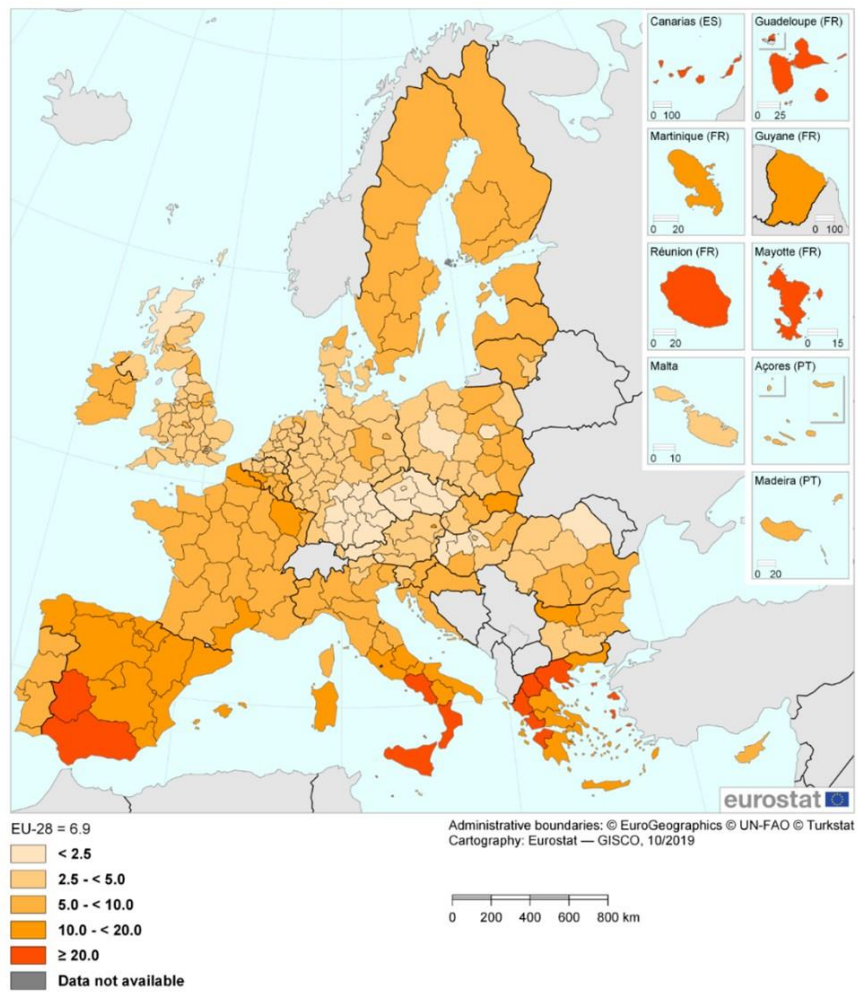 Canarias (ES)
0 100
Guadeloupe (FR)
0 25
Martinique (FR)
0 20
Guyane (FR)
0 100
Réunion (FR)
0 20
Mayotte (FR)
0 15
Malta
0 10
Açores (PT)
Madeira (PT)
0 20
eurostat
EU-28 = 6.9
< 2.5
2.5 - < 5.0
5.0 - < 10.0
10.0 - < 20.0
≥ 20.0
Data not available
Administrative boundaries: © EuroGeographics © UN-FAO © Turkstat
Cartography: Eurostat — GISCO, 10/2019
0 200 400 600 800 km